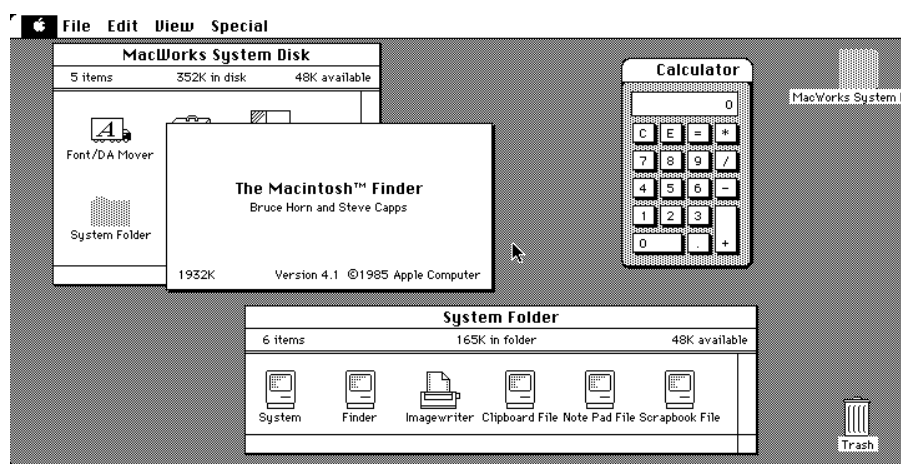 File Edit View Special
MacWorks System Disk
5 items 352K in disk 48K available
Font/DA Mover
System Folder
The Macintosh™ Finder
Bruce Horn and Steve Capps
1932K Version 4.1 ©1985 Apple Computer
Calculator
0
C E = *
7 8 9 /
4 5 6 -
1 2 3
0 . +
MacWorks System
System Folder
6 items 165K in folder 48K available
System Finder Imagewriter Clipboard File Note Pad File Scrapbook File
Trash